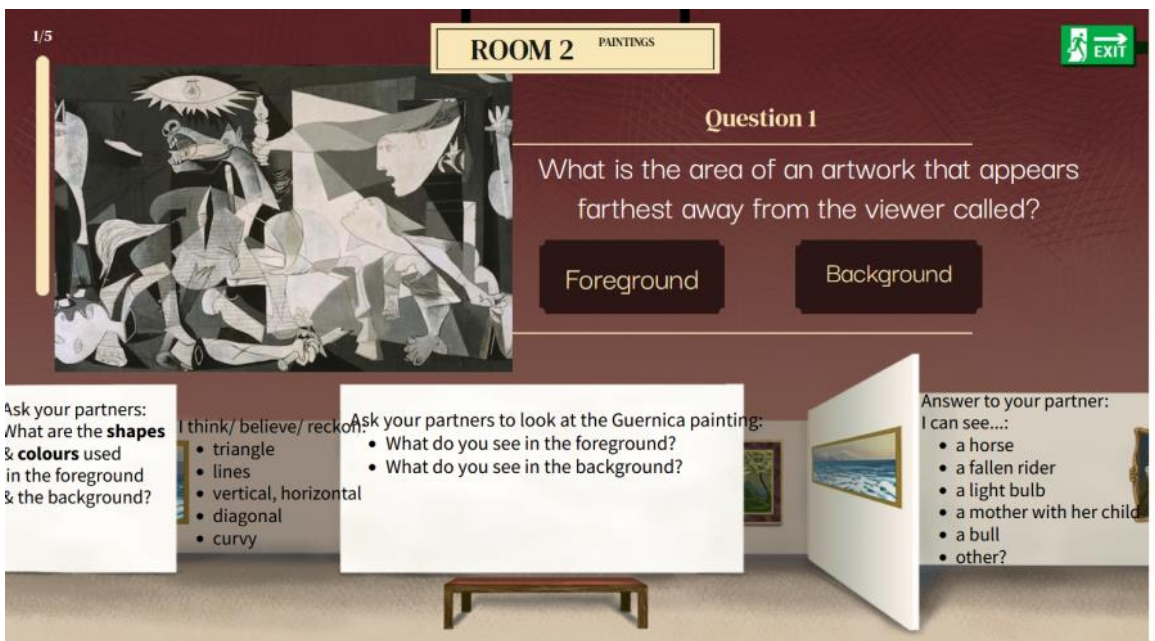 1/5
ROOM 2
PAINTINGS
EXIT
Question 1
What is the area of an artwork that appears
farthest away from the viewer called?
Foreground
Background
Ask your partners:
What are the shapes
& colours used
in the foreground
& the background?
I think/ believe/ reckon:
• triangle
• lines
• vertical, horizontal
• diagonal
• curvy
Ask your partners to look at the Guernica painting:
• What do you see in the foreground?
• What do you see in the background?
Answer to your partner:
I can see...:
• a horse
• a fallen rider
• a light bulb
• a mother with her child
• a bull
• other?